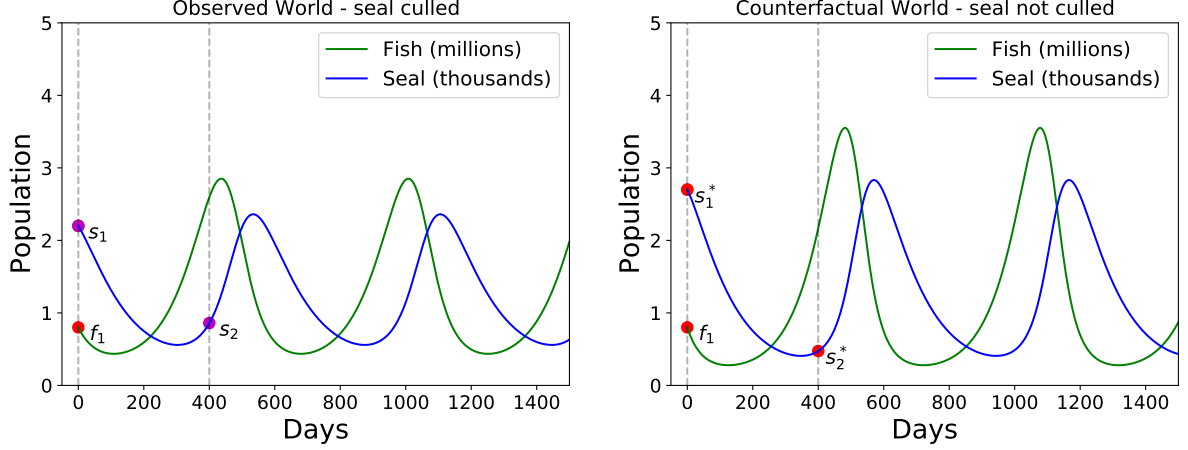 Observed World - seal culled
Population
5
4
3
2
1
0
Fish (millions)
Seal (thousands)
s1
f1
s2
0 200 400 600 800 1000 1200 1400
Days
Counterfactual World - seal not culled
Population
5
4
3
2
1
0
Fish (millions)
Seal (thousands)
s1*
f1
s2*
0 200 400 600 800 1000 1200 1400
Days